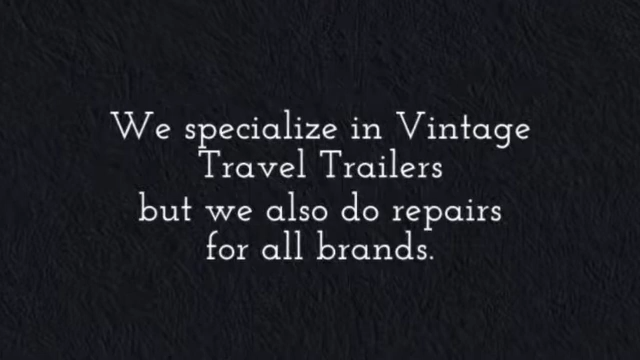 We specialize in Vintage
Travel Trailers
but we also do repairs
for all brands.